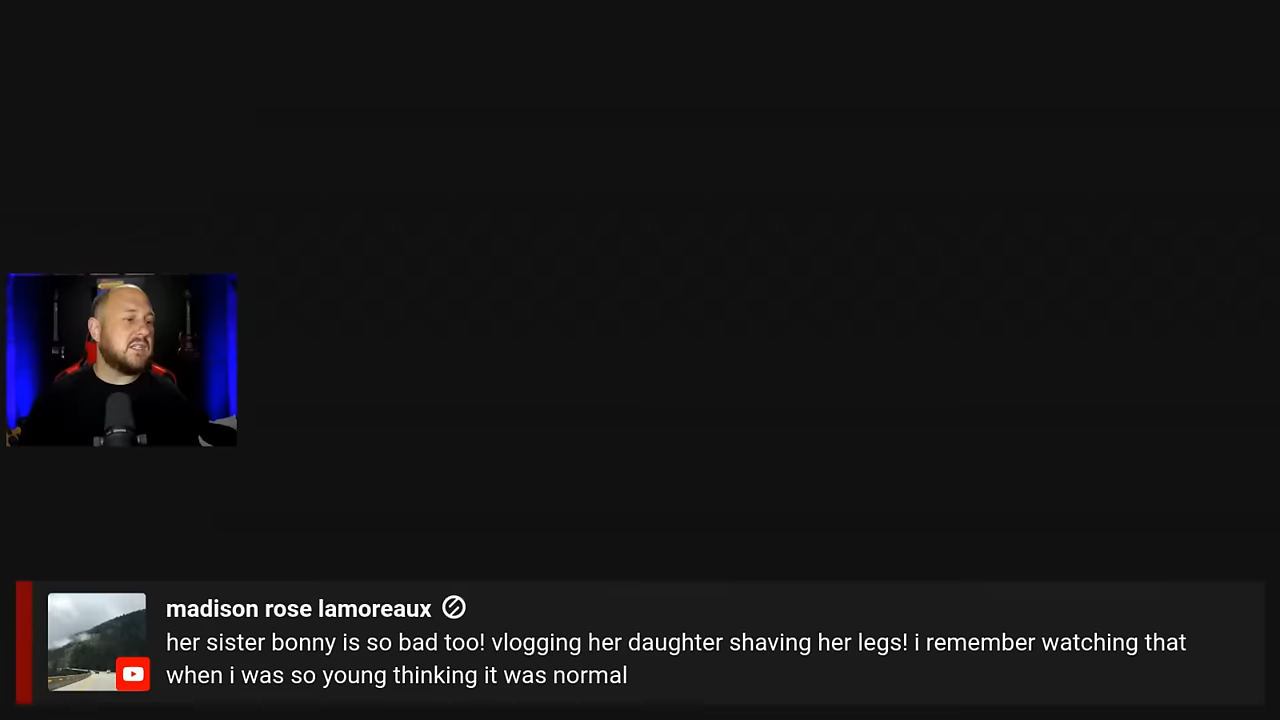 madison rose lamoreaux
her sister bonny is so bad too! vlogging her daughter shaving her legs! i remember watching that
when i was so young thinking it was normal